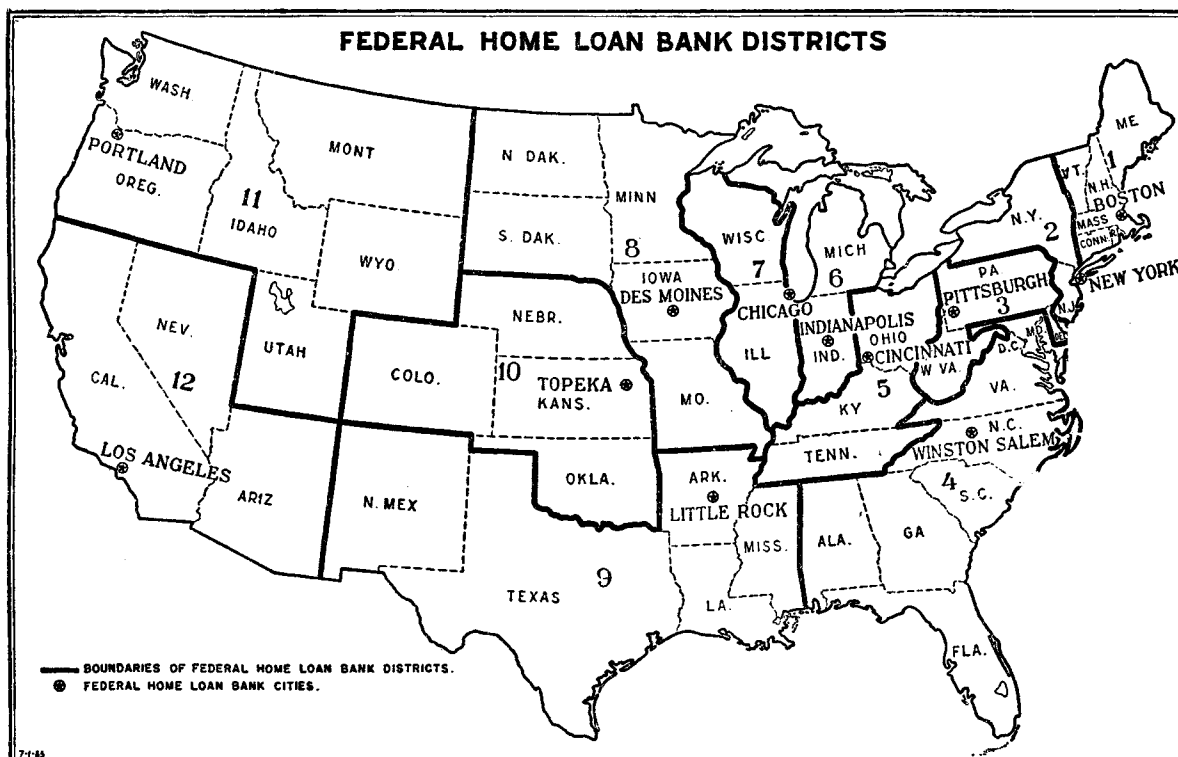 FEDERAL HOME LOAN BANK DISTRICTS
WASH.
PORTLAND
OREG.
MONT
11
IDAHO
WYO.
N DAK.
S. DAK.
MINN
8
IOWA
DES MOINES
WISC
7
MICH
6
CHICAGO
ME
VT.
1
N.H.
BOSTON
MASS
CONN.
R.I.
N.Y.
2
NEW YORK
PA.
PITTSBURGH
3
N.J.
MD.
D.C.
NEV.
UTAH
CAL.
12
LOS ANGELES
ARIZ
COLO.
NEBR.
10
TOPEKA
KANS.
MO.
ILL
INDIANAPOLIS
IND.
OHIO
CINCINNATI
W VA.
5
KY
VA.
TENN.
N.C.
WINSTON SALEM
4
S.C.
N. MEX
OKLA.
ARK.
LITTLE ROCK
MISS.
ALA.
GA
TEXAS
9
LA.
FLA.
BOUNDARIES OF FEDERAL HOME LOAN BANK DISTRICTS.
FEDERAL HOME LOAN BANK CITIES.